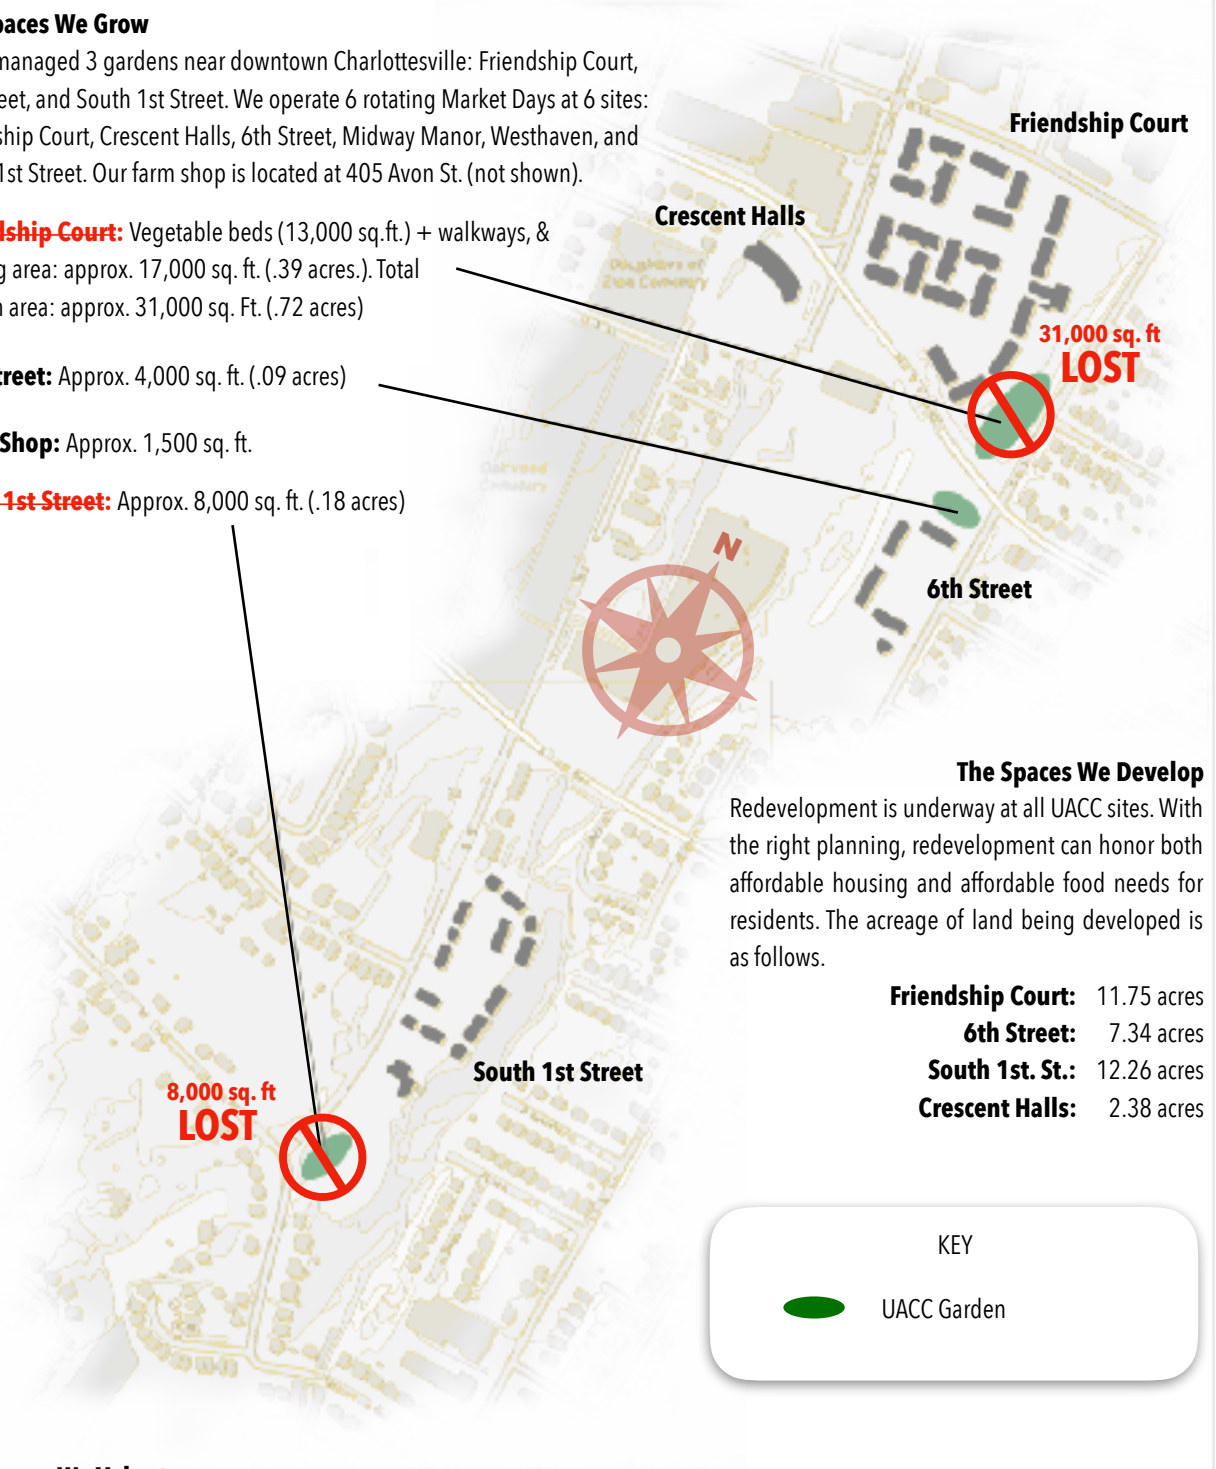 paces We Grow
managed 3 gardens near downtown Charlottesville: Friendship Court,
eet, and South 1st Street. We operate 6 rotating Market Days at 6 sites:
ship Court, Crescent Halls, 6th Street, Midway Manor, Westhaven, and
1st Street. Our farm shop is located at 405 Avon St. (not shown).
dship Court: Vegetable beds (13,000 sq.ft.) + walkways, &
g area: approx. 17,000 sq. ft. (.39 acres.). Total
n area: approx. 31,000 sq. Ft. (.72 acres)
treet: Approx. 4,000 sq. ft. (.09 acres)
Shop: Approx. 1,500 sq. ft.
1st Street: Approx. 8,000 sq. ft. (.18 acres)
Friendship Court
Crescent Halls
Daughters of
Zion Cemetery
31,000 sq. ft
LOST
Oakwood
Cemetery
N
6th Street
The Spaces We Develop
Redevelopment is underway at all UACC sites. With
the right planning, redevelopment can honor both
affordable housing and affordable food needs for
residents. The acreage of land being developed is
as follows.
Friendship Court: 11.75 acres
6th Street: 7.34 acres
South 1st. St.: 12.26 acres
Crescent Halls: 2.38 acres
South 1st Street
8,000 sq. ft
LOST
KEY
UACC Garden